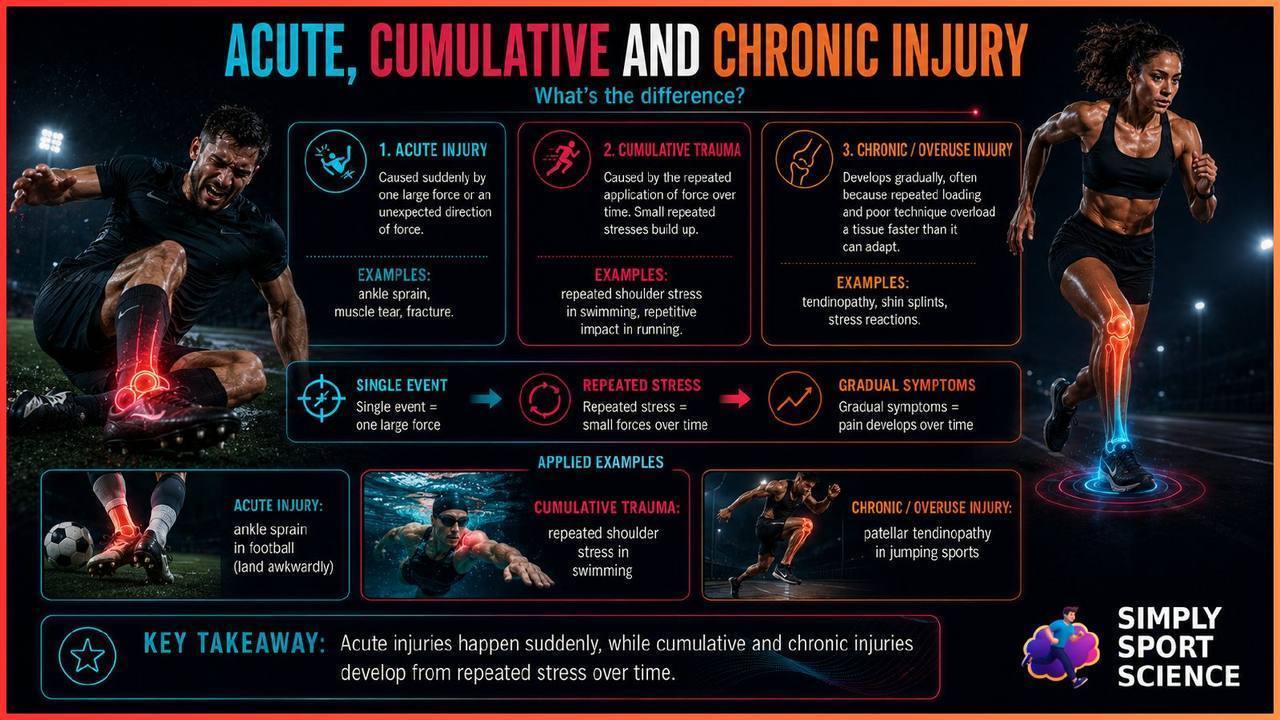 ACUTE, CUMULATIVE AND CHRONIC INJURY
What's the difference?
1. ACUTE INJURY
Caused suddenly by
one large force or an
unexpected direction
of force.
EXAMPLES:
ankle sprain,
muscle tear, fracture.
2. CUMULATIVE TRAUMA
Caused by the repeated
application of force over
time. Small repeated
stresses build up.
EXAMPLES:
repeated shoulder stress
in swimming, repetitive
impact in running.
3. CHRONIC / OVERUSE INJURY
Develops gradually, often
because repeated loading
and poor technique overload
a tissue faster than it
can adapt.
EXAMPLES:
tendinopathy, shin splints,
stress reactions.
SINGLE EVENT
Single event =
one large force
REPEATED STRESS
Repeated stress =
small forces over time
GRADUAL SYMPTOMS
Gradual symptoms =
pain develops over time
APPLIED EXAMPLES
ACUTE INJURY:
ankle sprain
in football
(land awkwardly)
CUMULATIVE TRAUMA:
repeated shoulder
stress in
swimming
CHRONIC / OVERUSE INJURY:
patellar tendinopathy
in jumping sports
KEY TAKEAWAY: Acute injuries happen suddenly, while cumulative and chronic injuries
develop from repeated stress over time.
SIMPLY
SPORT
SCIENCE